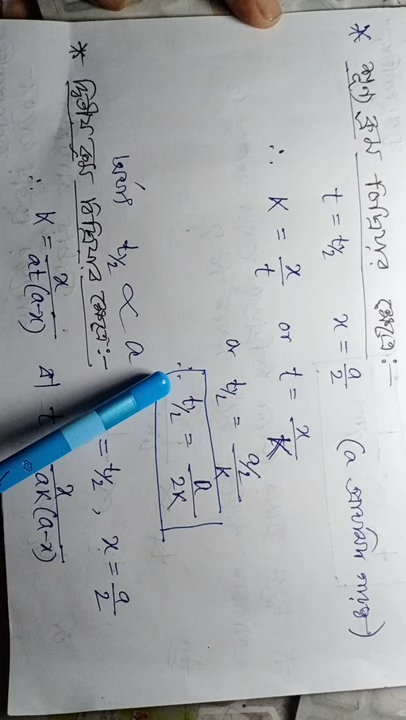 * শূন্য ক্রম বিক্রিয়ার ক্ষেত্রে :-
t = t½  x = a/2  (a প্রাথমিক গাঢ়ত্ব)
∴ K = x/t or t = x/K
or t½ = a/2 / K
∴ t½ = a/2K
অর্থাৎ t½ ∝ a
* দ্বিতীয় ক্রম বিক্রিয়ার ক্ষেত্রে :-
= t½, x = a/2
∴ K = x/at(a-x) বা t x/aK(a-x)